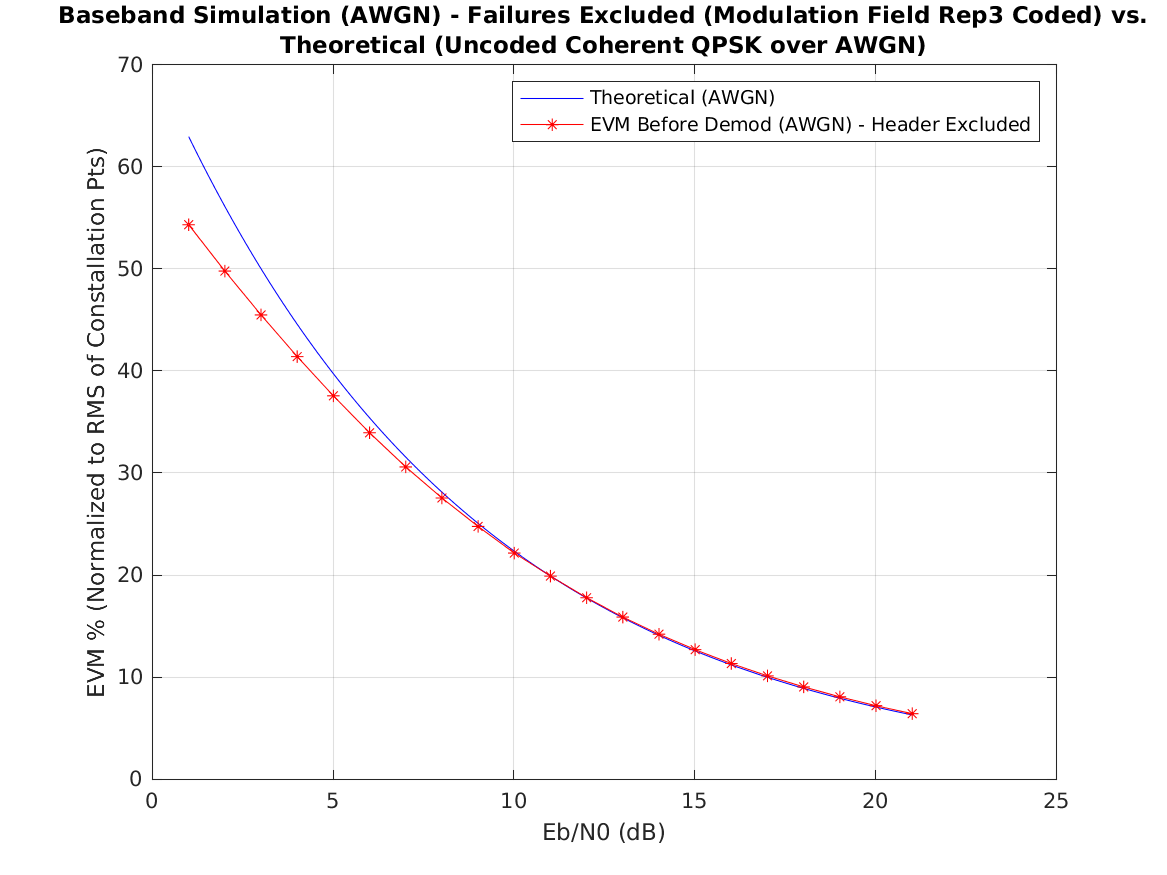 Baseband Simulation (AWGN) - Failures Excluded (Modulation Field Rep3 Coded) vs.
Theoretical (Uncoded Coherent QPSK over AWGN)
EVM % (Normalized to RMS of Constallation Pts)
70
60
50
40
30
20
10
0
Theoretical (AWGN)
EVM Before Demod (AWGN) - Header Excluded
0 5 10 15 20 25
Eb/N0 (dB)